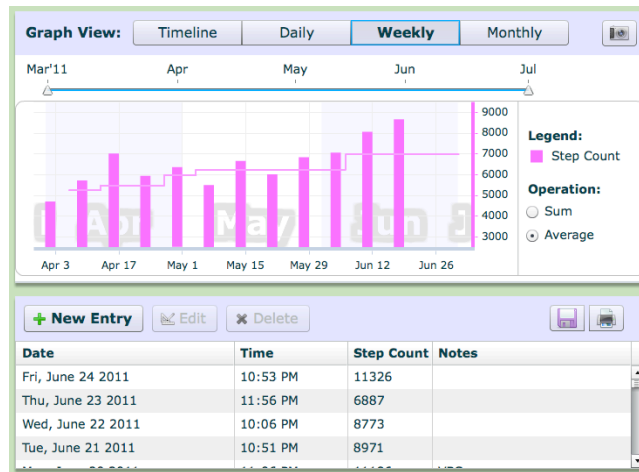 Graph View: Timeline Daily Weekly Monthly
Mar'11 Apr May Jun Jul
9000
8000
7000
6000
5000
4000
3000
Apr May Jun J
Apr 3 Apr 17 May 1 May 15 May 29 Jun 12 Jun 26
Legend:
Step Count
Operation:
Sum
Average
New Entry Edit Delete
Date Time Step Count Notes
Fri, June 24 2011 10:53 PM 11326
Thu, June 23 2011 11:56 PM 6887
Wed, June 22 2011 10:06 PM 8773
Tue, June 21 2011 10:51 PM 8971